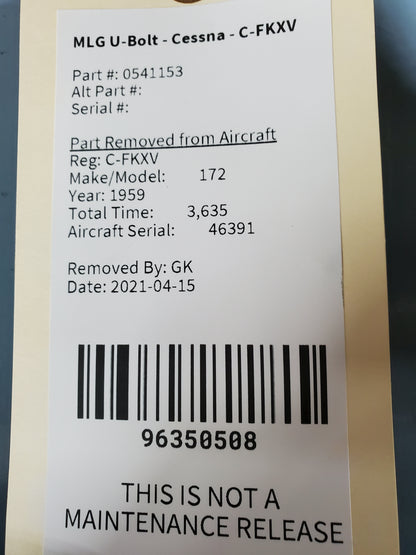 MLG U-Bolt - Cessna - C-FKXV
Part #: 0541153
Alt Part #:
Serial #:
Part Removed from Aircraft
Reg: C-FKXV
Make/Model: 172
Year: 1959
Total Time: 3,635
Aircraft Serial: 46391
Removed By: GK
Date: 2021-04-15
96350508
THIS IS NOT A
MAINTENANCE RELEASE